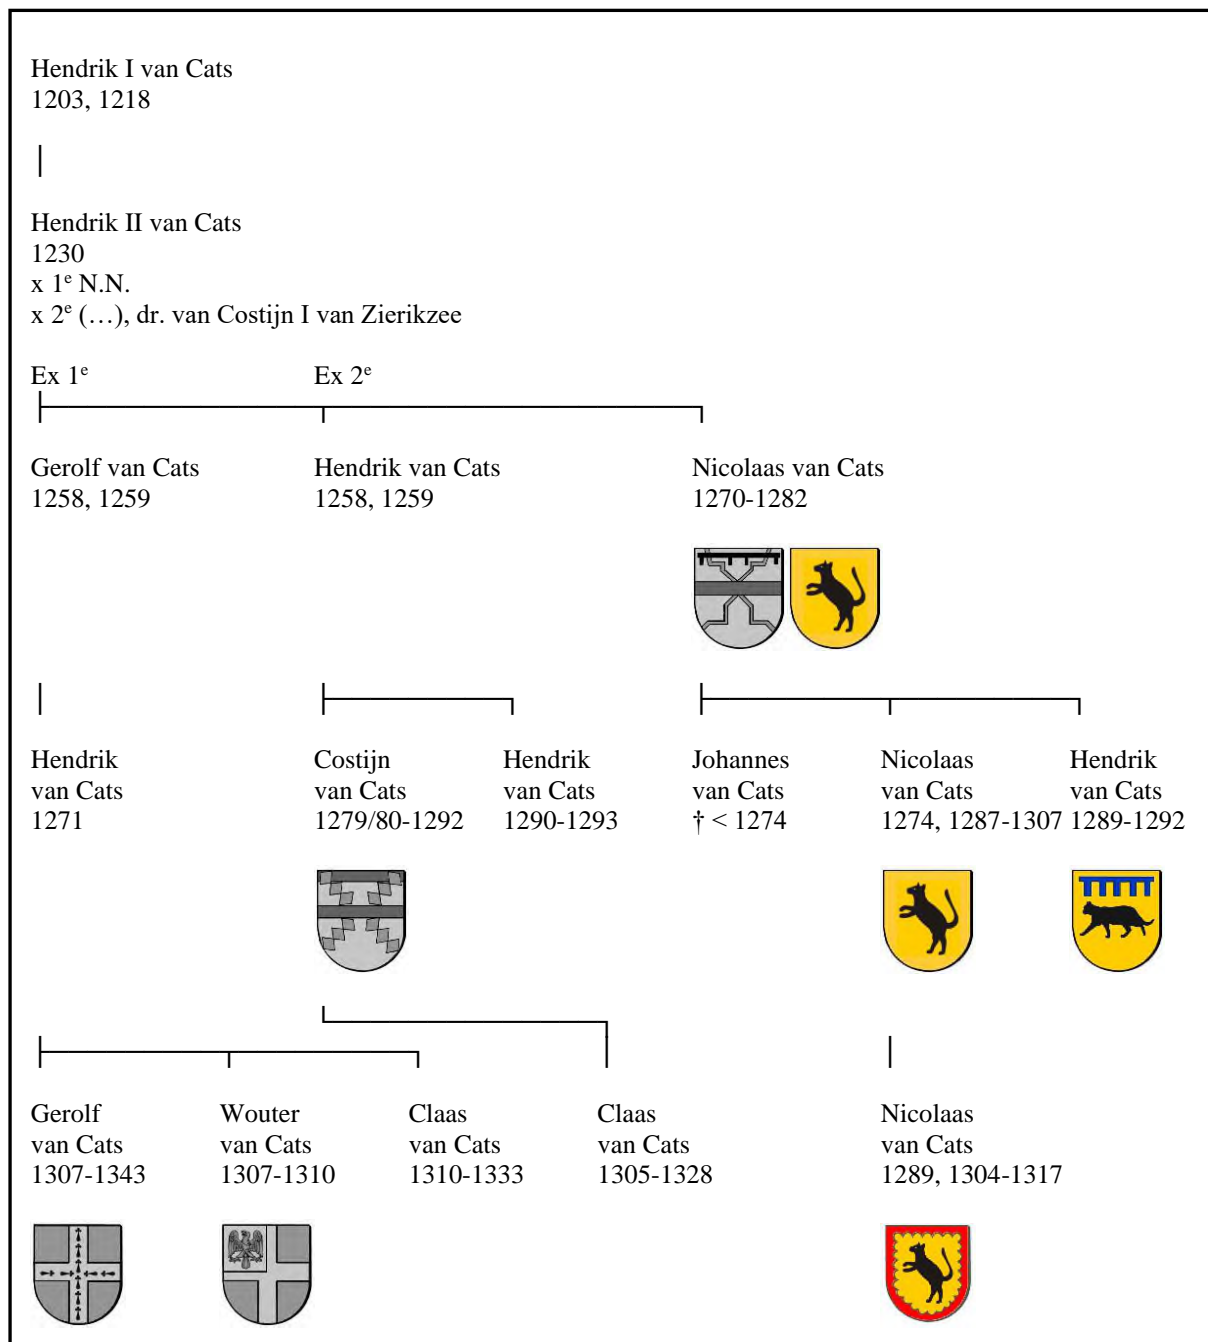 Hendrik I van Cats
1203, 1218
Hendrik II van Cats
1230
x 1ᵉ N.N.
x 2ᵉ (…), dr. van Costijn I van Zierikzee
Ex 1ᵉ Ex 2ᵉ
Gerolf van Cats Hendrik van Cats Nicolaas van Cats
1258, 1259 1258, 1259 1270-1282
Hendrik Costijn Hendrik Johannes Nicolaas Hendrik
van Cats van Cats van Cats van Cats van Cats van Cats
1271 1279/80-1292 1290-1293 † < 1274 1274, 1287-1307 1289-1292
Gerolf Wouter Claas Claas Nicolaas
van Cats van Cats van Cats van Cats van Cats
1307-1343 1307-1310 1310-1333 1305-1328 1289, 1304-1317